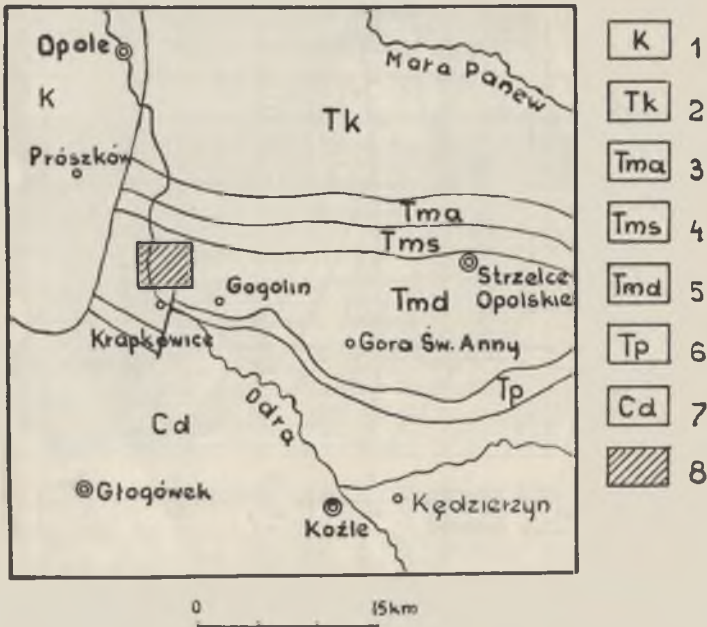 Opole
Mała Panew
K
Tk
Prószków
Tma
Tms
Strzelce
Opolskie
Gogolin
Tmd
Krapkowice
Gora Św. Anny
Tp
Odra
Cd
Głogówek
Koźle
Kędzierzyn
0 15km
K 1
Tk 2
Tma 3
Tms 4
Tmd 5
Tp 6
Cd 7
8